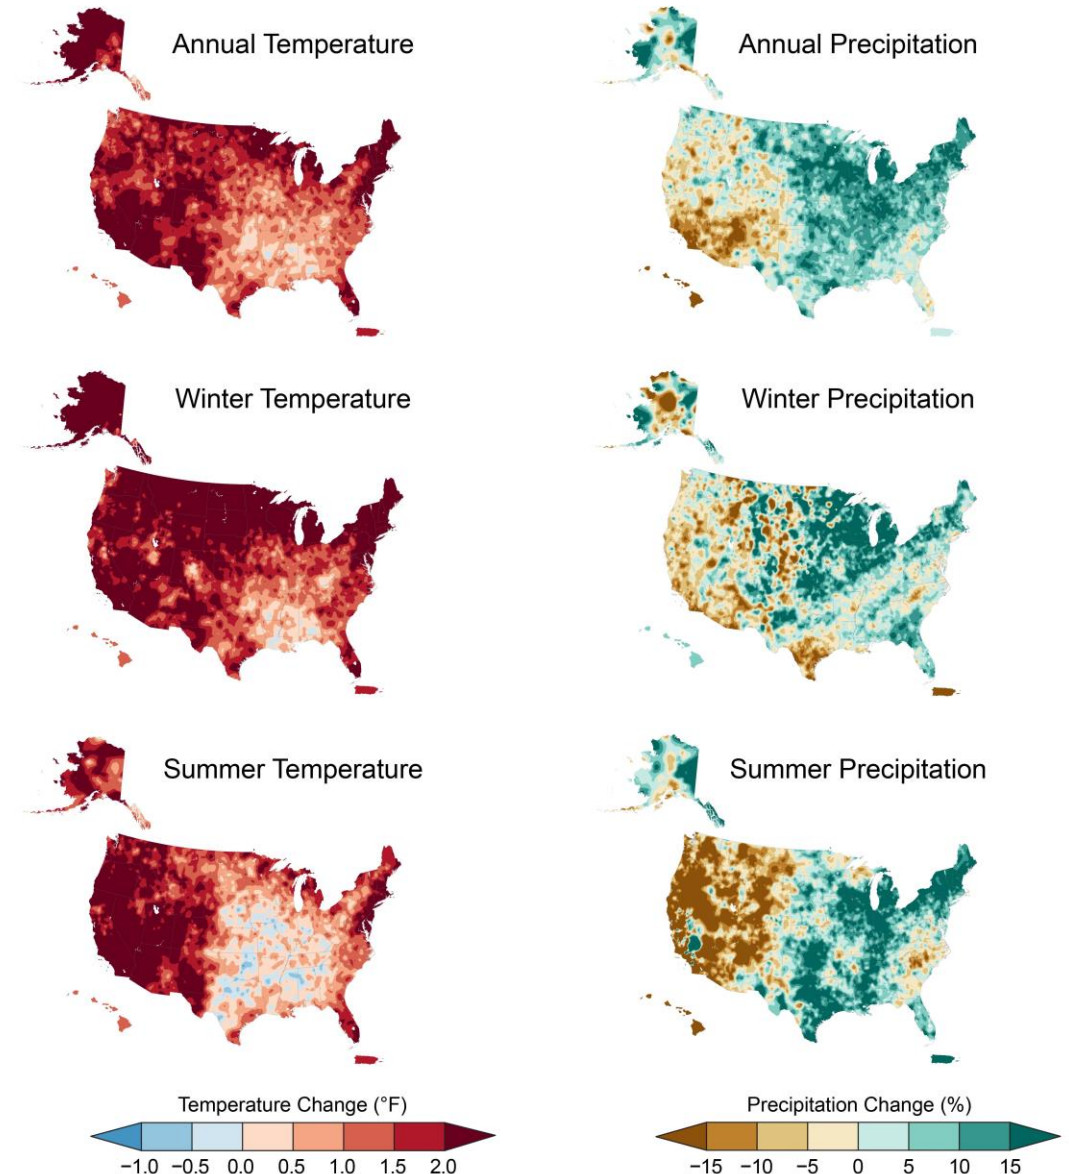 Annual Temperature
Annual Precipitation
Winter Temperature
Winter Precipitation
Summer Temperature
Summer Precipitation
Temperature Change (°F)
−1.0 −0.5 0.0 0.5 1.0 1.5 2.0
Precipitation Change (%)
−15 −10 −5 0 5 10 15